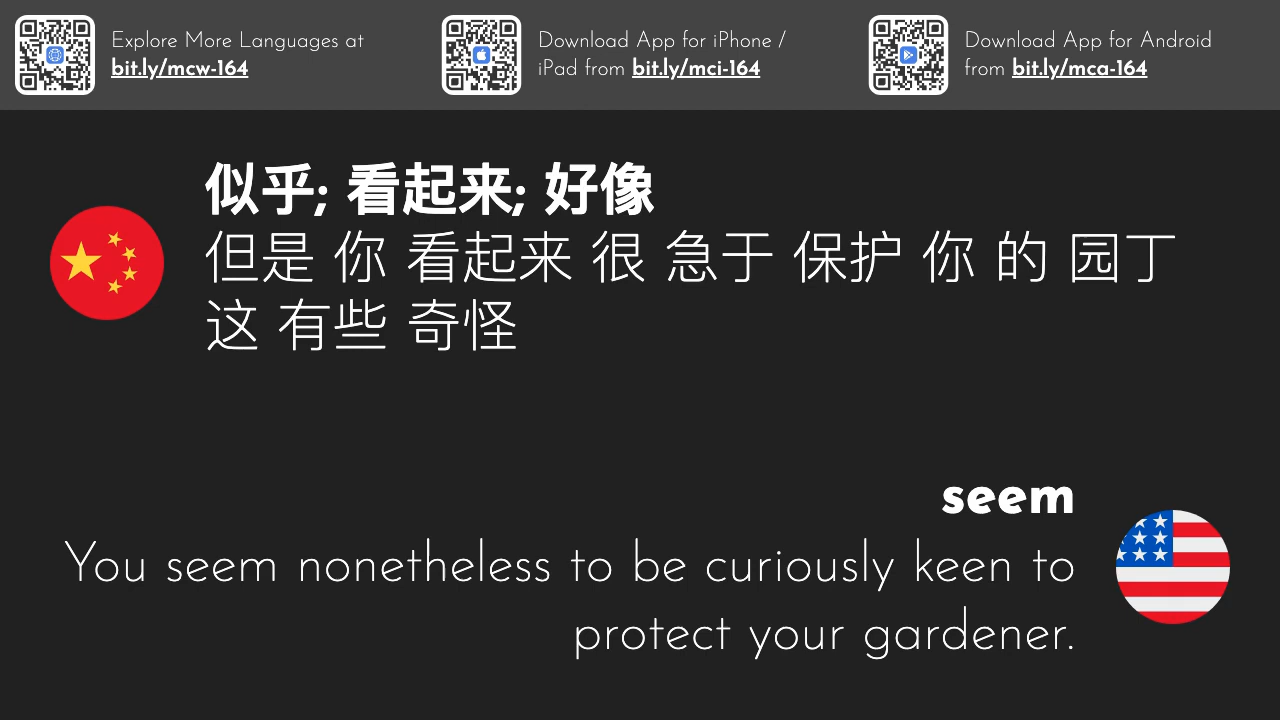 Explore More Languages at
bit.ly/mcw-164
Download App for iPhone /
iPad from bit.ly/mci-164
Download App for Android
from bit.ly/mca-164
似乎; 看起来; 好像
但是 你 看起来 很 急于 保护 你 的 园丁
这 有些 奇怪
seem
You seem nonetheless to be curiously keen to
protect your gardener.